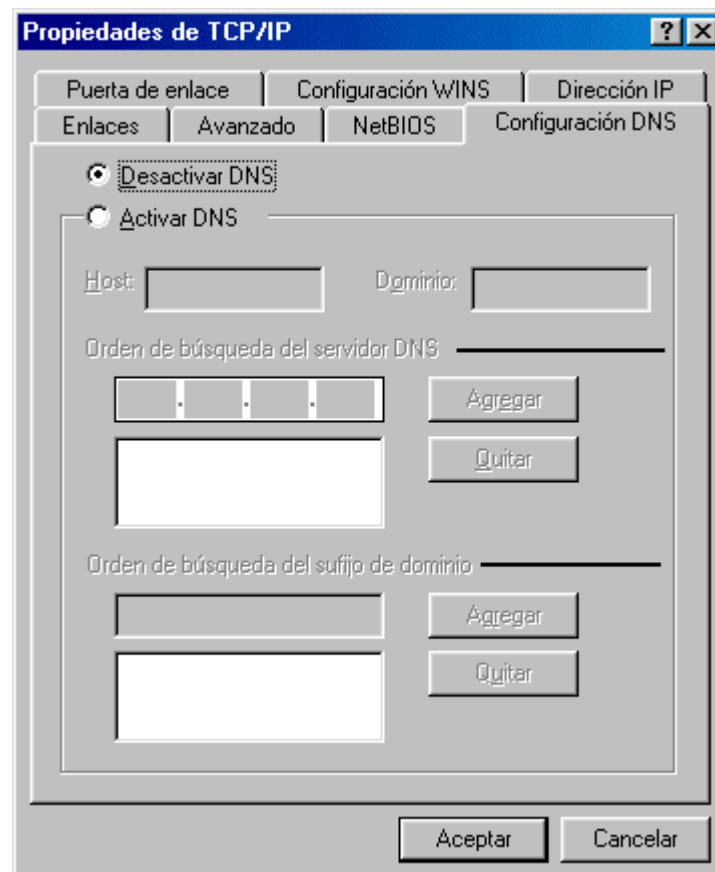 Propiedades de TCP/IP
Puerta de enlace Configuración WINS Dirección IP
Enlaces Avanzado NetBIOS Configuración DNS
Desactivar DNS
Activar DNS
Host: Dominio:
Orden de búsqueda del servidor DNS
. . . Agregar
Quitar
Orden de búsqueda del sufijo de dominio
Agregar
Quitar
Aceptar Cancelar